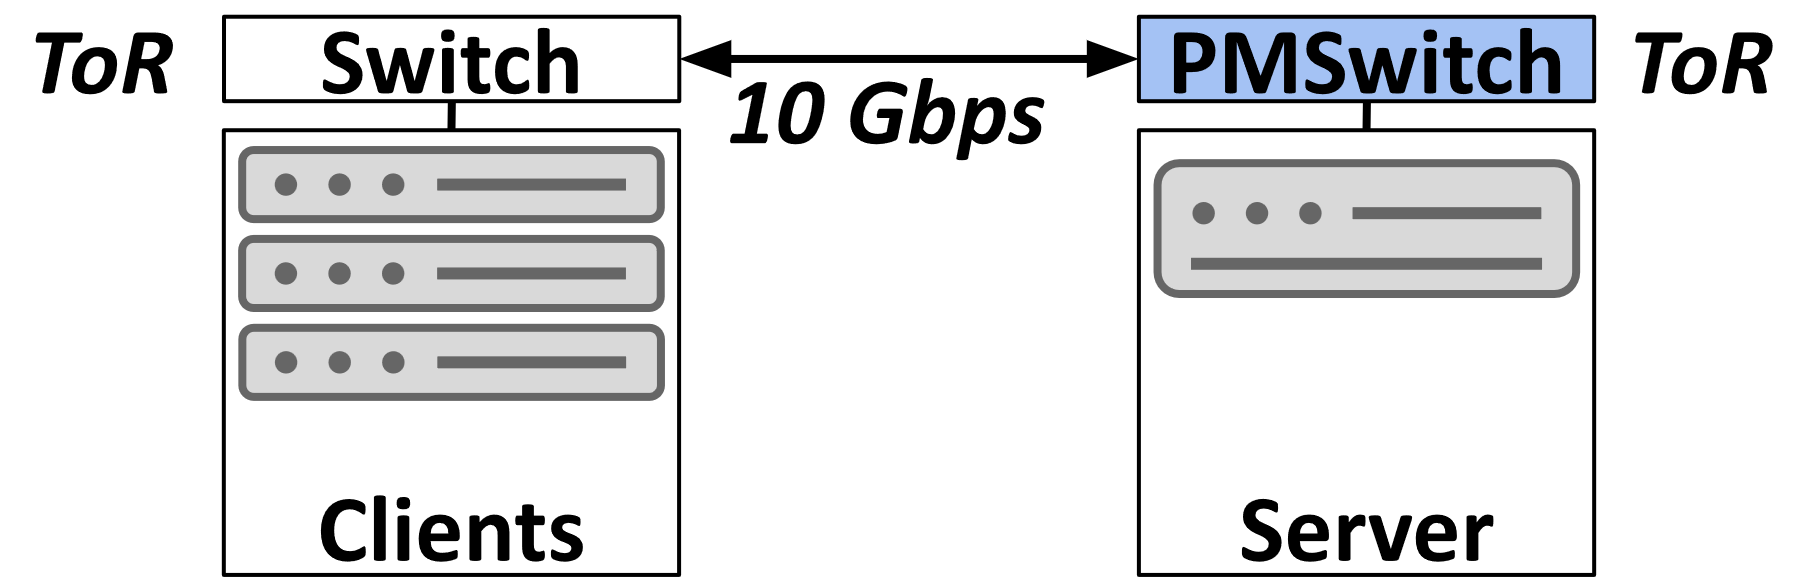 ToR
Switch
PMSwitch
ToR
10 Gbps
Clients
Server